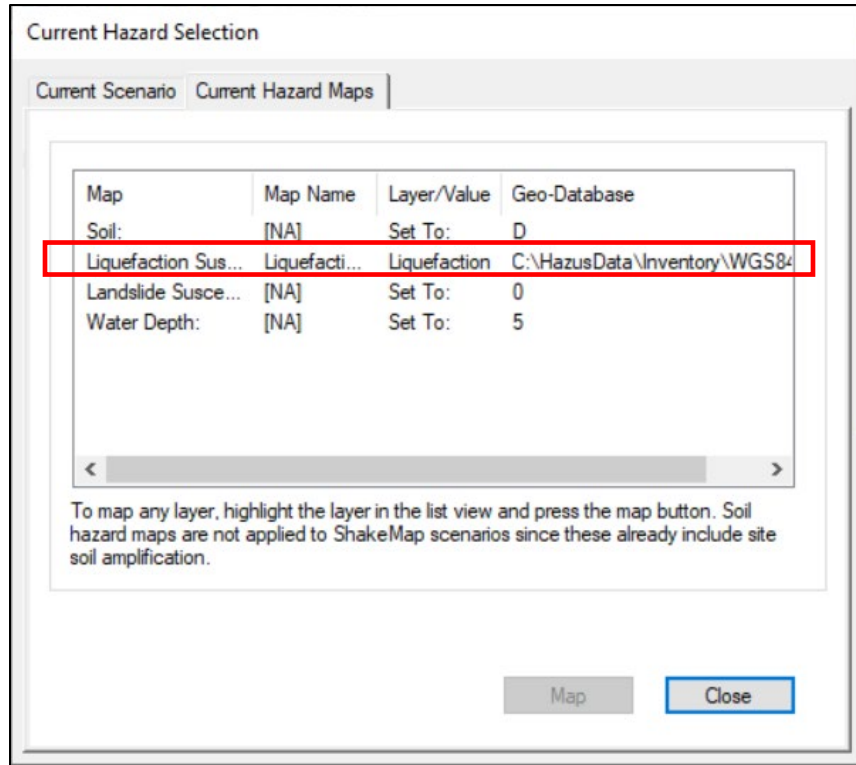 Current Hazard Selection
Current Scenario Current Hazard Maps
Map Map Name Layer/Value Geo-Database
Soil: [NA] Set To: D
Liquefaction Sus... Liquefacti... Liquefaction C:\HazusData\Inventory\WGS84
Landslide Susce... [NA] Set To: 0
Water Depth: [NA] Set To: 5
To map any layer, highlight the layer in the list view and press the map button. Soil
hazard maps are not applied to ShakeMap scenarios since these already include site
soil amplification.
Map Close